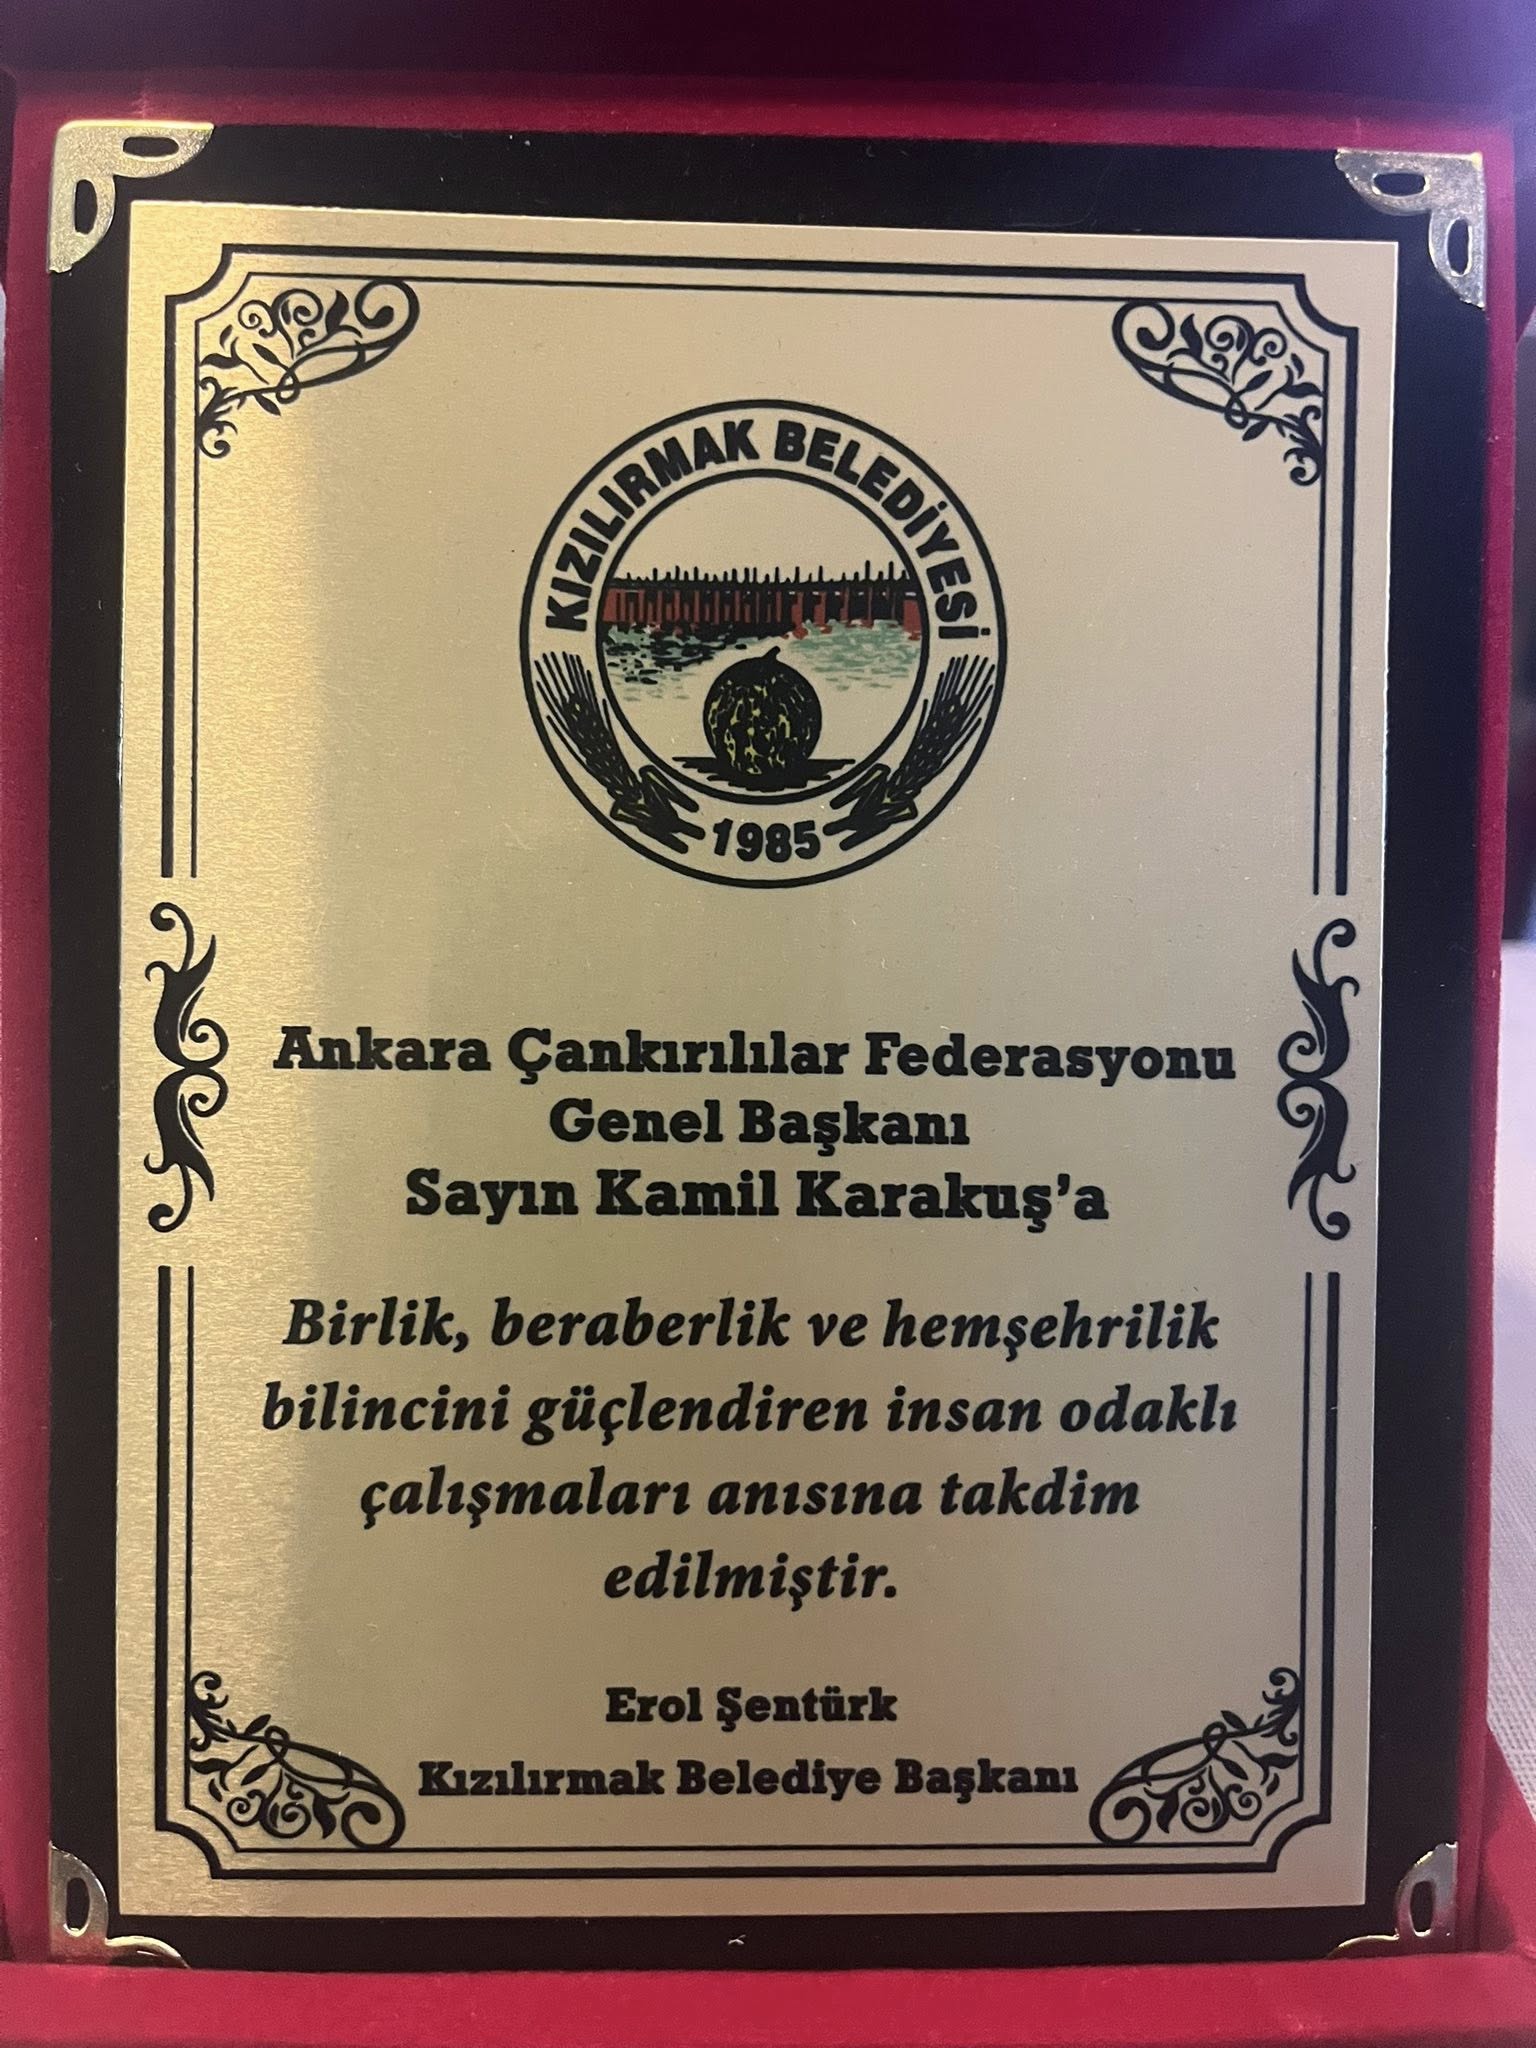 KIZILIRMAK BELEDİYESİ
1985
Ankara Çankırılılar Federasyonu
Genel Başkanı
Sayın Kamil Karakuş'a
Birlik, beraberlik ve hemşehrilik
bilincini güçlendiren insan odaklı
çalışmaları anısına takdim
edilmiştir.
Erol Şentürk
Kızılırmak Belediye Başkanı